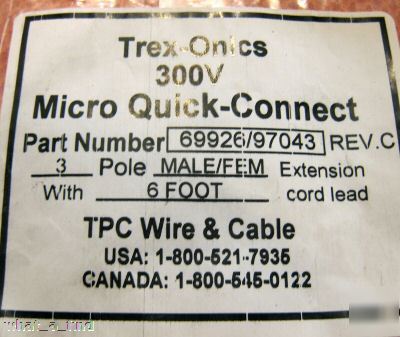 Trex-Onics
300V
Micro Quick-Connect
Part Number 69926/97043 REV.C
3 Pole MALE/FEM Extension
With 6 FOOT cord lead
TPC Wire & Cable
USA: 1-800-521-7935
CANADA: 1-800-545-0122
what_a_find